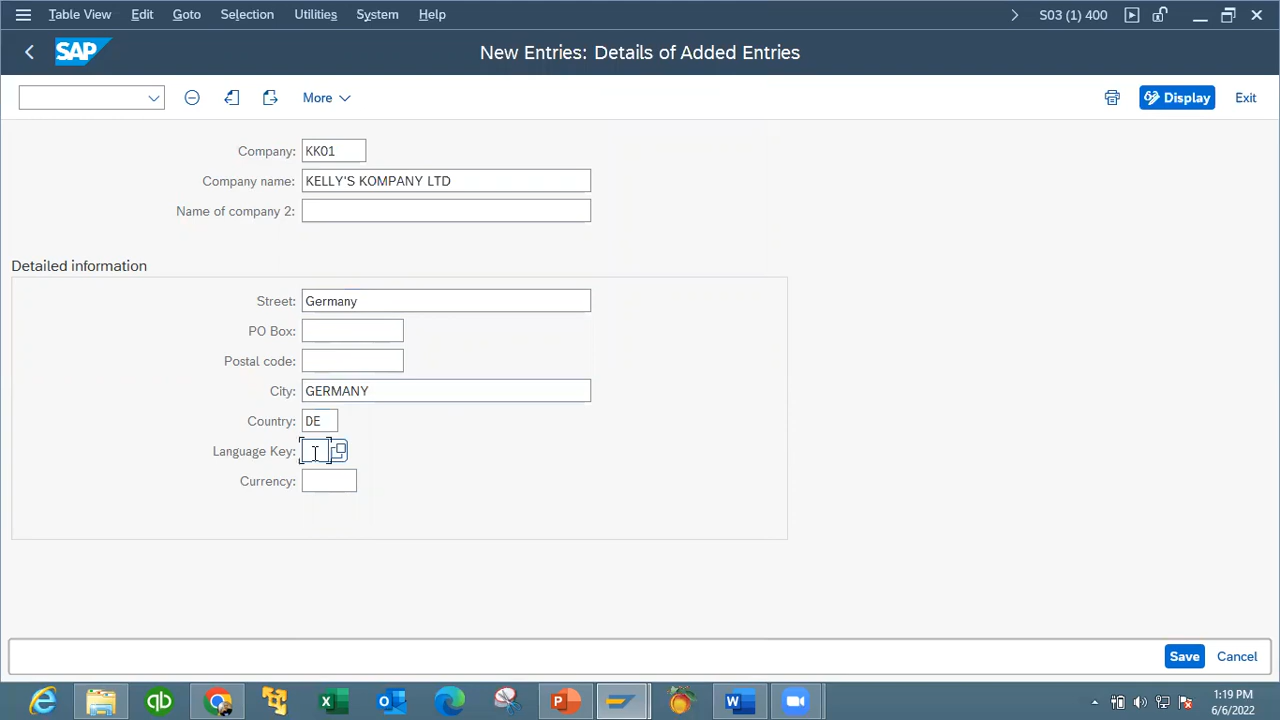 Table View Edit Goto Selection Utilities System Help S03 (1) 400
SAP New Entries: Details of Added Entries
More Display Exit
Company: KK01
Company name: KELLY'S KOMPANY LTD
Name of company 2:
Detailed information
Street: Germany
PO Box:
Postal code:
City: GERMANY
Country: DE
Language Key:
Currency:
Save Cancel
1:19 PM
6/6/2022